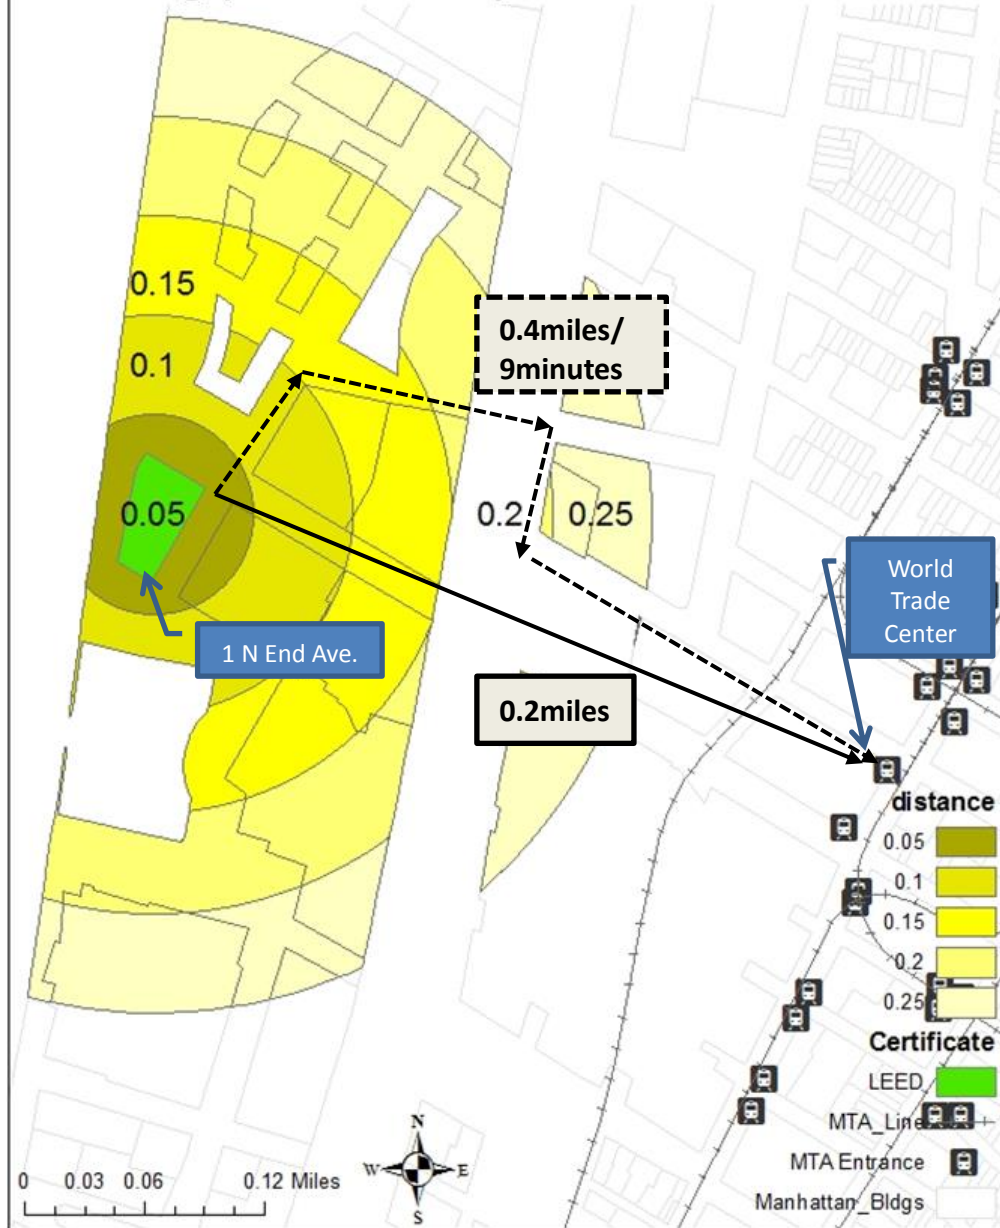 0.15
0.4miles/
9minutes
0.1
0.05
0.2
0.25
World
Trade
Center
1 N End Ave.
0.2miles
distance
0.05
0.1
0.15
0.2
0.25
Certificate
LEED
MTA_Line
MTA Entrance
Manhattan_Bldgs
N
W
E
S
0 0.03 0.06 0.12 Miles